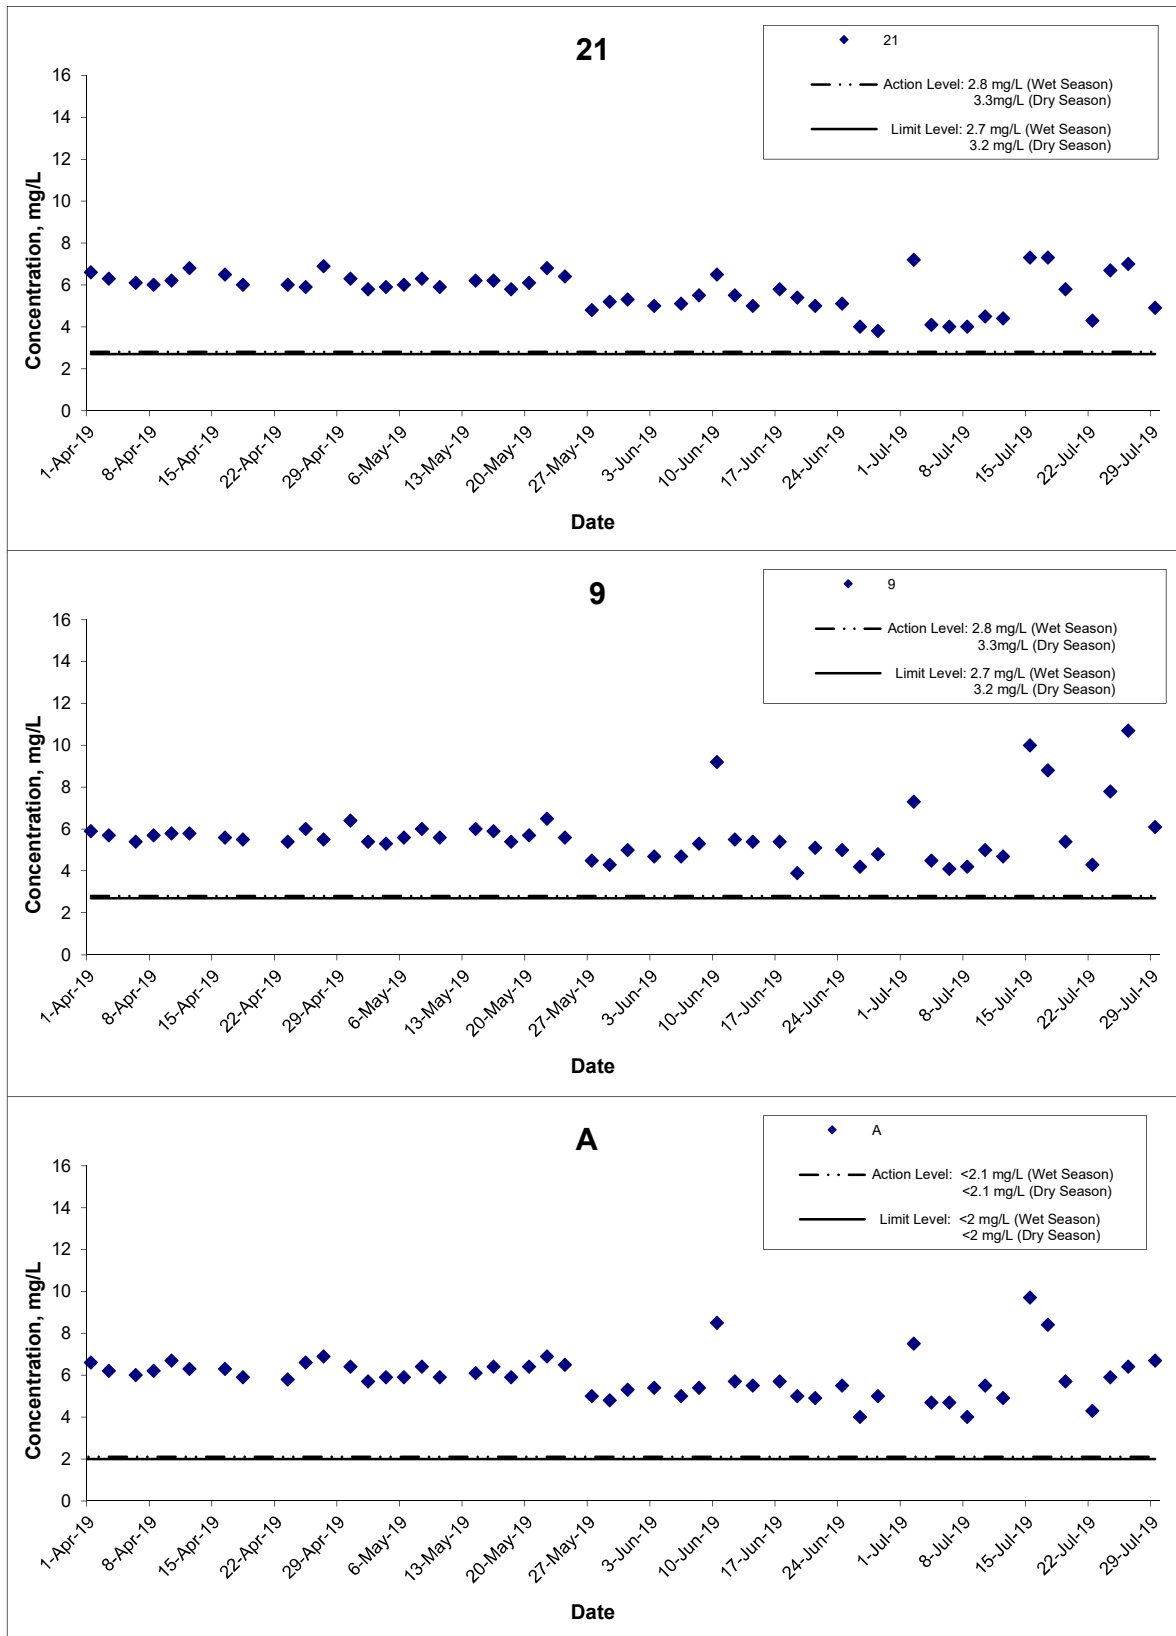 21
21
Action Level: 2.8 mg/L (Wet Season)
3.3mg/L (Dry Season)
Limit Level: 2.7 mg/L (Wet Season)
3.2 mg/L (Dry Season)
Concentration, mg/L
16
14
12
10
8
6
4
2
0
1-Apr-19
8-Apr-19
15-Apr-19
22-Apr-19
29-Apr-19
6-May-19
13-May-19
20-May-19
27-May-19
3-Jun-19
10-Jun-19
17-Jun-19
24-Jun-19
1-Jul-19
8-Jul-19
15-Jul-19
22-Jul-19
29-Jul-19
Date
9
9
Action Level: 2.8 mg/L (Wet Season)
3.3mg/L (Dry Season)
Limit Level: 2.7 mg/L (Wet Season)
3.2 mg/L (Dry Season)
Concentration, mg/L
16
14
12
10
8
6
4
2
0
1-Apr-19
8-Apr-19
15-Apr-19
22-Apr-19
29-Apr-19
6-May-19
13-May-19
20-May-19
27-May-19
3-Jun-19
10-Jun-19
17-Jun-19
24-Jun-19
1-Jul-19
8-Jul-19
15-Jul-19
22-Jul-19
29-Jul-19
Date
A
A
Action Level: <2.1 mg/L (Wet Season)
<2.1 mg/L (Dry Season)
Limit Level: <2 mg/L (Wet Season)
<2 mg/L (Dry Season)
Concentration, mg/L
16
14
12
10
8
6
4
2
0
1-Apr-19
8-Apr-19
15-Apr-19
22-Apr-19
29-Apr-19
6-May-19
13-May-19
20-May-19
27-May-19
3-Jun-19
10-Jun-19
17-Jun-19
24-Jun-19
1-Jul-19
8-Jul-19
15-Jul-19
22-Jul-19
29-Jul-19
Date